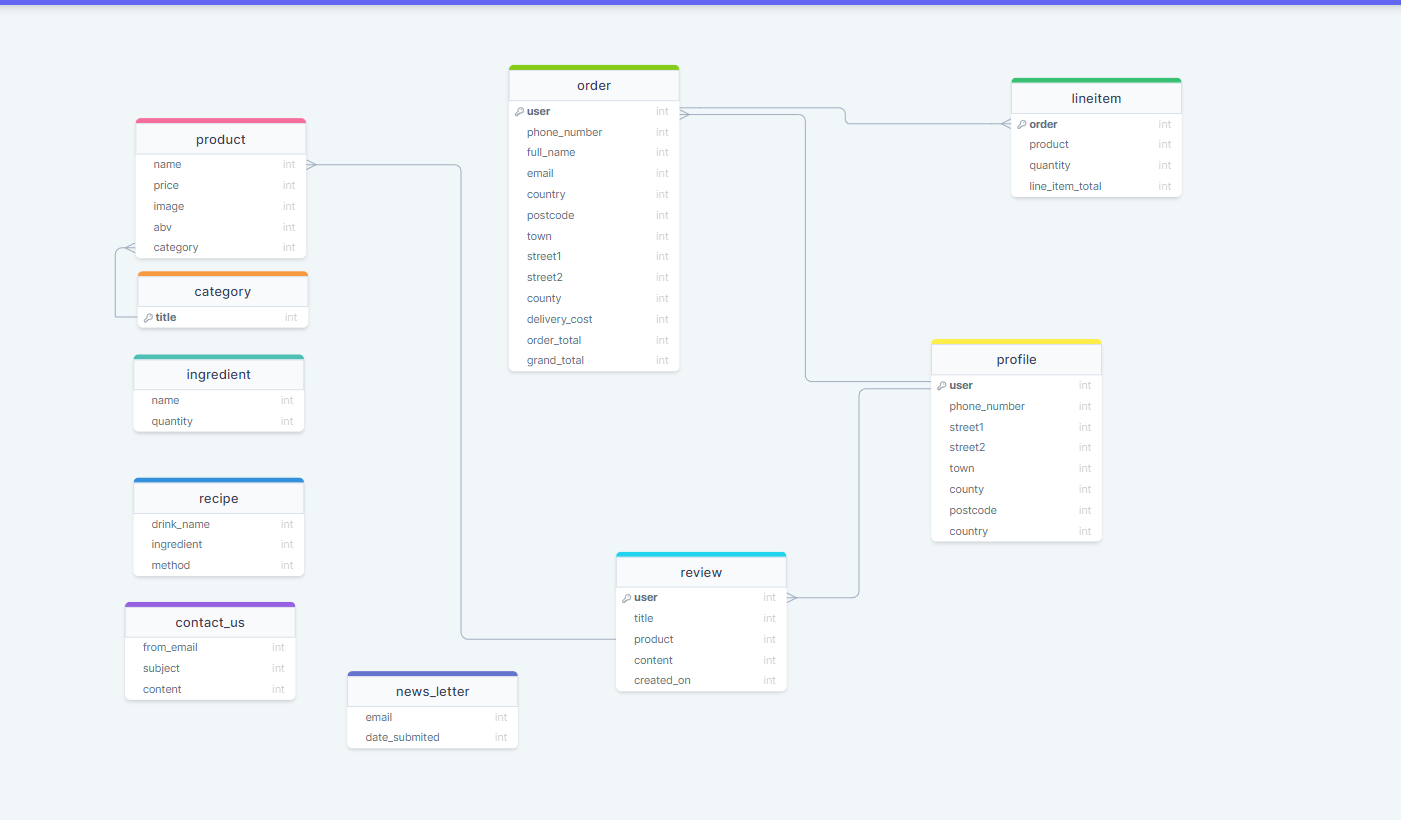 product
name int
price int
image int
abv int
category int
category
title int
ingredient
name int
quantity int
recipe
drink_name int
ingredient int
method int
contact_us
from_email int
subject int
content int
news_letter
email int
date_submited int
order
user int
phone_number int
full_name int
email int
country int
postcode int
town int
street1 int
street2 int
county int
delivery_cost int
order_total int
grand_total int
review
user int
title int
product int
content int
created_on int
lineitem
order int
product int
quantity int
line_item_total int
profile
user int
phone_number int
street1 int
street2 int
town int
county int
postcode int
country int